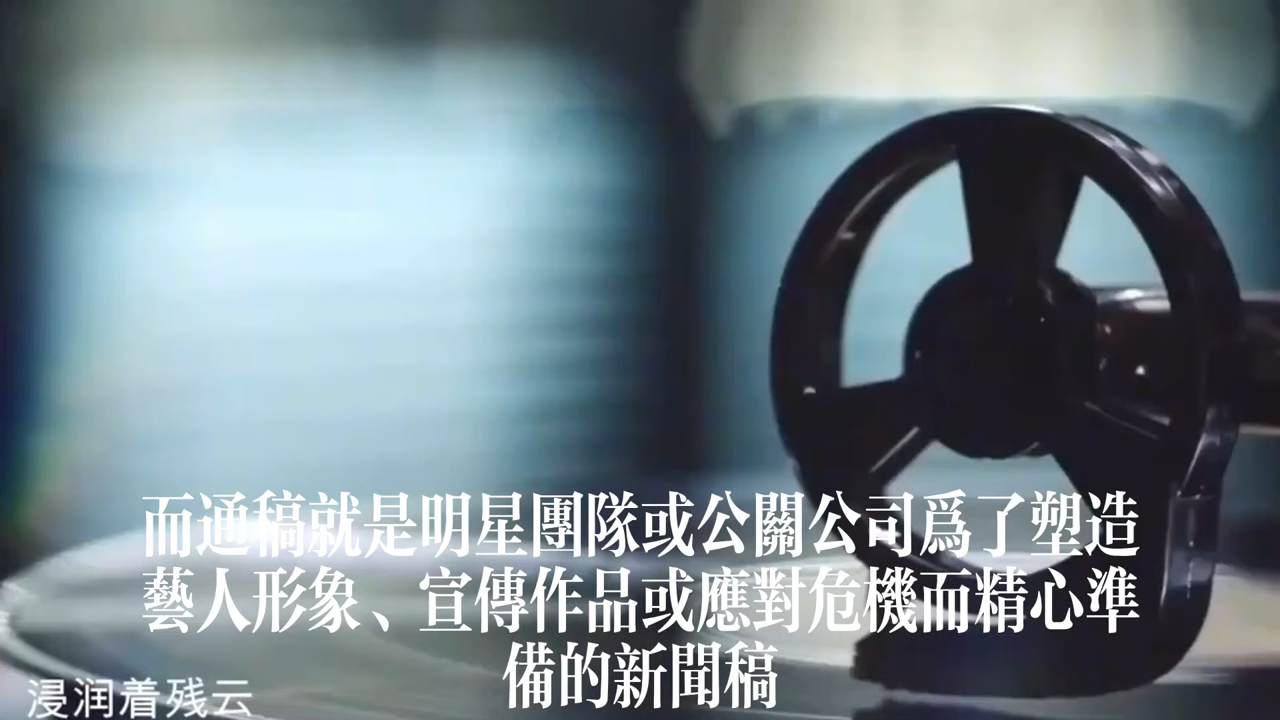 而通稿就是明星團隊或公關公司爲了塑造
藝人形象、宣傳作品或應對危機而精心準
備的新聞稿
浸润着残云